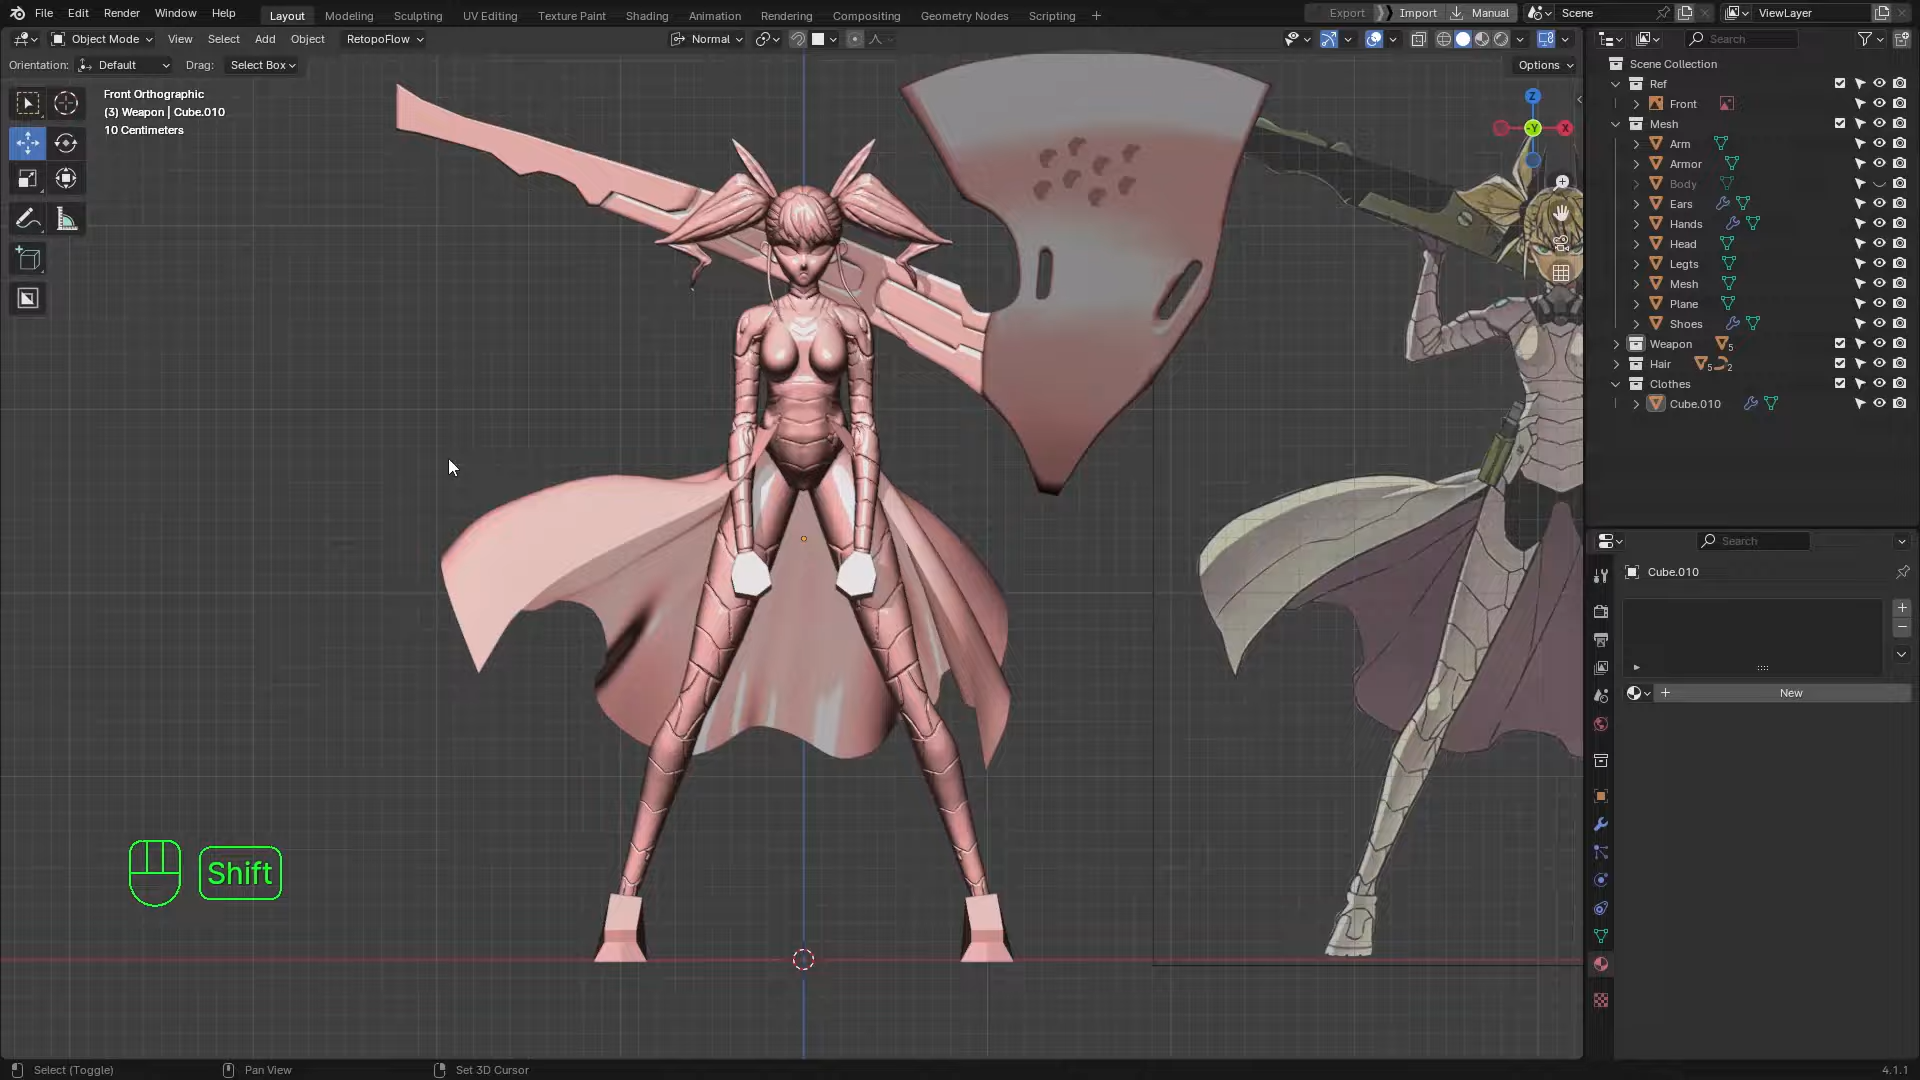 File Edit Render Window Help
Layout Modeling Sculpting UV Editing Texture Paint Shading Animation Rendering Compositing Geometry Nodes Scripting +
Export Import Manual Scene ViewLayer
Object Mode View Select Add Object RetopoFlow Normal Search
Orientation: Default Drag: Select Box Options
Front Orthographic
(3) Weapon | Cube.010
10 Centimeters
Z
-Y
X
Shift
Scene Collection
Ref
Front
Mesh
Arm
Armor
Body
Ears
Hands
Head
Legts
Mesh
Plane
Shoes
Weapon 5
Hair 5 2
Clothes
Cube.010
Search
Cube.010
New
Select (Toggle) Pan View Set 3D Cursor 4.1.1